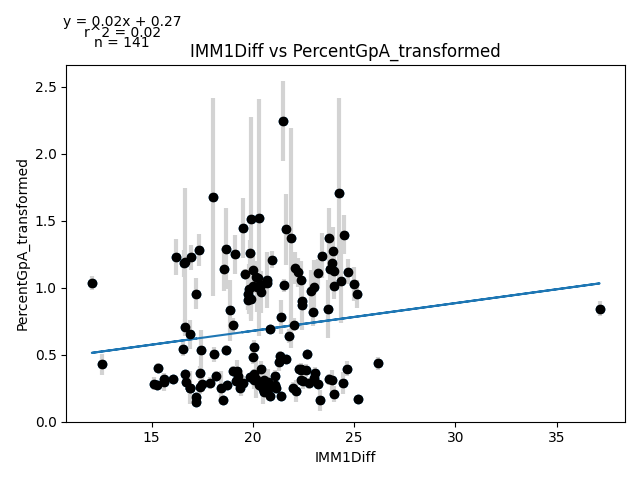 y = 0.02x + 0.27
r^2 = 0.02
n = 141
IMM1Diff vs PercentGpA_transformed
PercentGpA_transformed
2.5
2.0
1.5
1.0
0.5
0.0
15 20 25 30 35
IMM1Diff